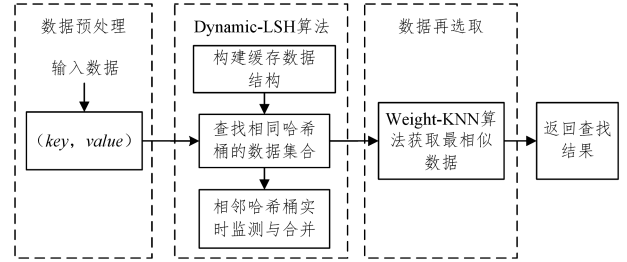 数据预处理
输入数据
（key，value）
Dynamic-LSH算法
构建缓存数据
结构
查找相同哈希
桶的数据集合
相邻哈希桶实
时监测与合并
数据再选取
Weight-KNN算
法获取最相似
数据
返回查找
结果